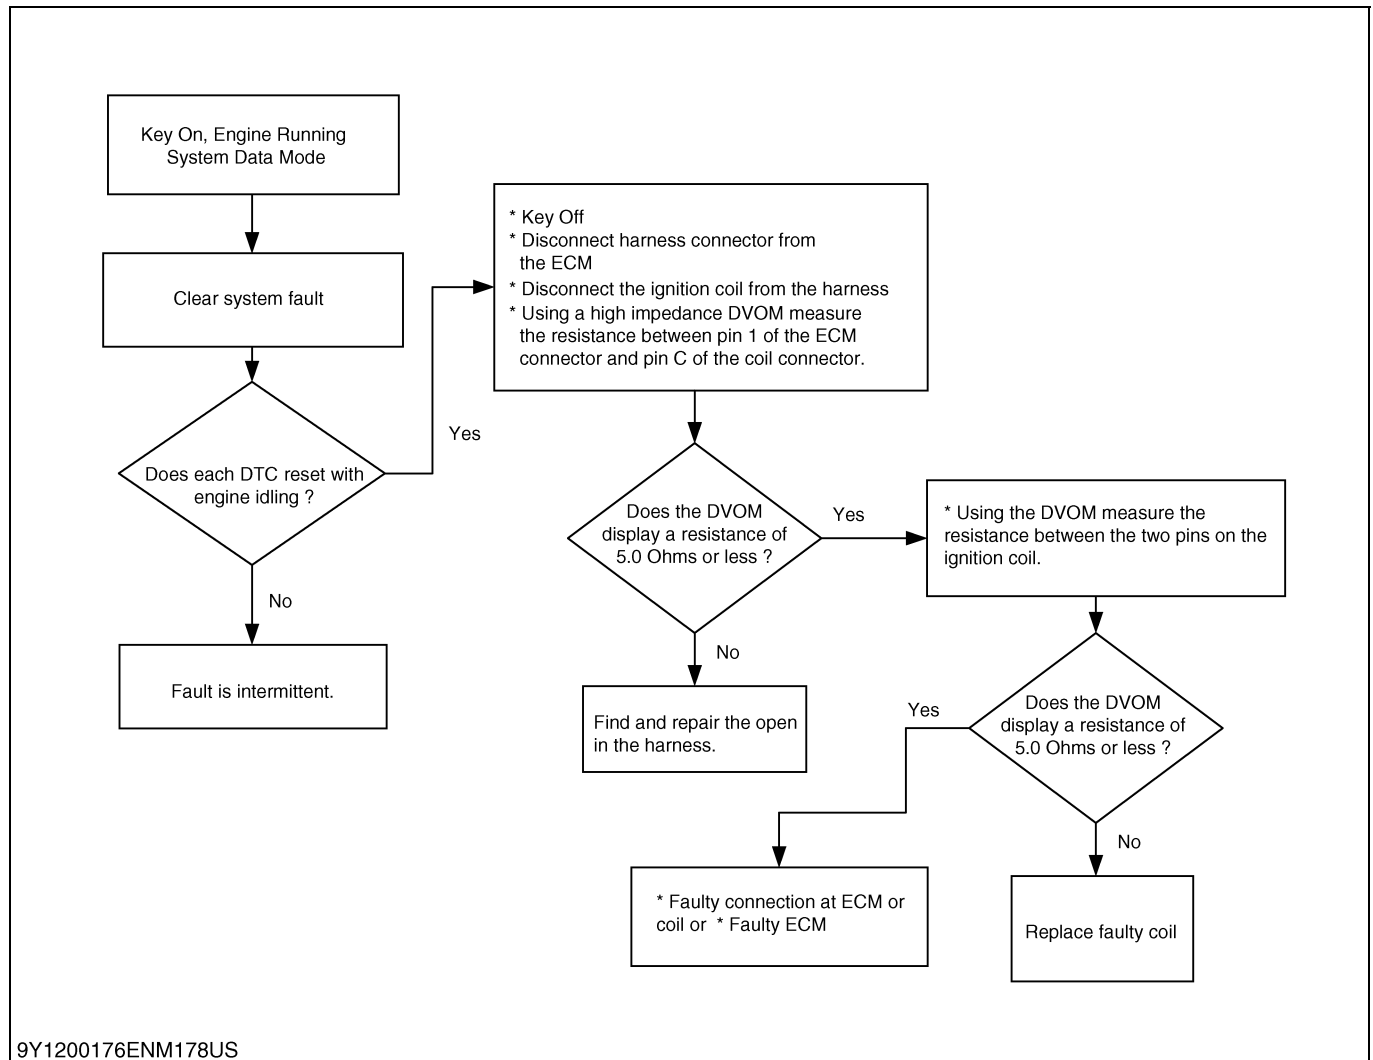 Key On, Engine Running
System Data Mode
Clear system fault
Does each DTC reset with
engine idling ?
Yes
No
Fault is intermittent.
* Key Off
* Disconnect harness connector from
the ECM
* Disconnect the ignition coil from the harness
* Using a high impedance DVOM measure
the resistance between pin 1 of the ECM
connector and pin C of the coil connector.
Does the DVOM
display a resistance of
5.0 Ohms or less ?
Yes
No
Find and repair the open
in the harness.
* Using the DVOM measure the
resistance between the two pins on the
ignition coil.
Does the DVOM
display a resistance of
5.0 Ohms or less ?
Yes
No
* Faulty connection at ECM or
coil or * Faulty ECM
Replace faulty coil
9Y1200176ENM178US